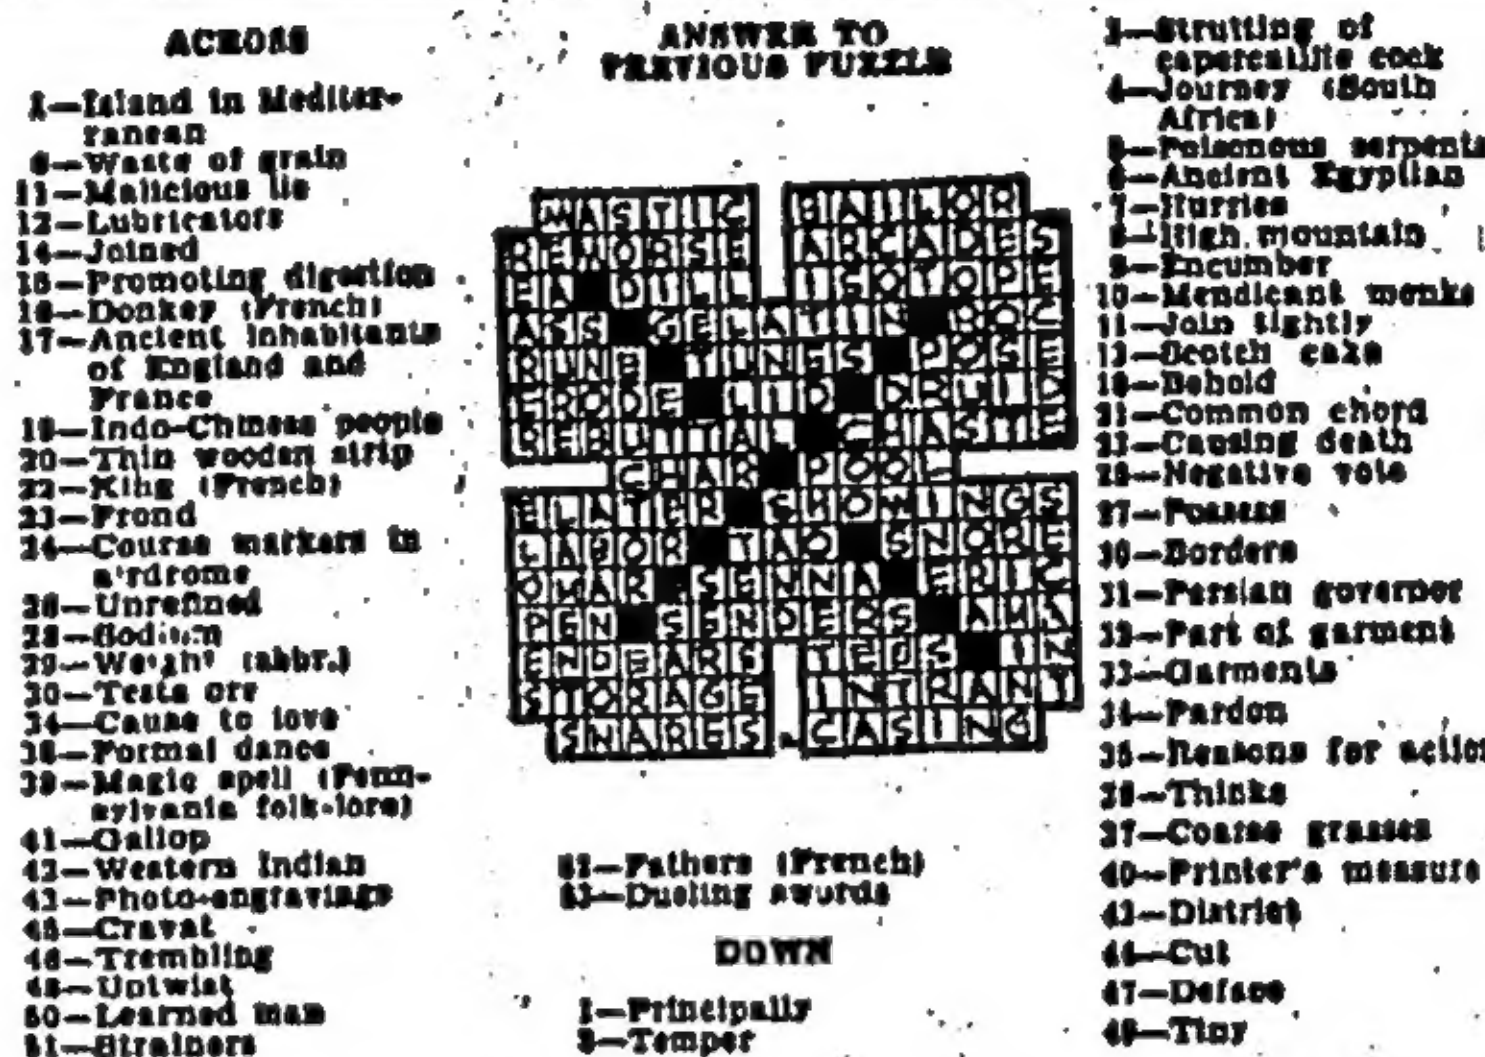 ACROSS
1—Island in Mediter-
ranean
6—Waste of grain
11—Malicious lie
12—Lubricators
14—Joined
15—Promoting digestion
16—Donkey (French)
17—Ancient inhabitants
of England and
France
19—Indo-Chinese people
20—Thin wooden strip
22—King (French)
23—Frond
24—Course markers in
airdrome
26—Unrefined
28—Sodium
29—Weight (abbr.)
30—Tests ore
34—Cause to love
38—Formal dance
39—Magic spell (Penn-
sylvania folk-lore)
41—Gallop
42—Western Indian
43—Photo-engravings
45—Cravat
46—Trembling
48—Untwist
50—Learned man
51—Strainers
ANSWER TO
PREVIOUS PUZZLE
MASTIC BAILOR
REMORSE ARCADES
EA DILL ISOTOPE
ASS GELATIN ROC
RUNE TUNES POSE
ERODE LID DRUID
REBUTTAL CHASTE
CHAR POOL
ELATER SHOWINGS
LABOR TAO SNORE
OMAR SENNA ERIC
PEN SENDERS AMA
ENDEARS TEDS IN
STORAGE INTRANT
SNARES CASING
52—Fathers (French)
53—Dueling swords
DOWN
1—Principally
2—Temper
3—Strutting of
capercaillie cock
4—Journey (South
Africa)
5—Poisonous serpents
6—Ancient Egyptian
7—Hurries
8—High mountain
9—Encumber
10—Mendicant monks
11—Join tightly
13—Scotch cake
18—Behold
21—Common chord
23—Causing death
25—Negative vote
27—Possess
30—Borders
31—Persian governor
32—Part of garment
33—Garments
34—Pardon
35—Reasons for action
36—Thinks
37—Coarse grasses
40—Printer's measure
43—District
44—Cut
47—Deface
49—Tiny